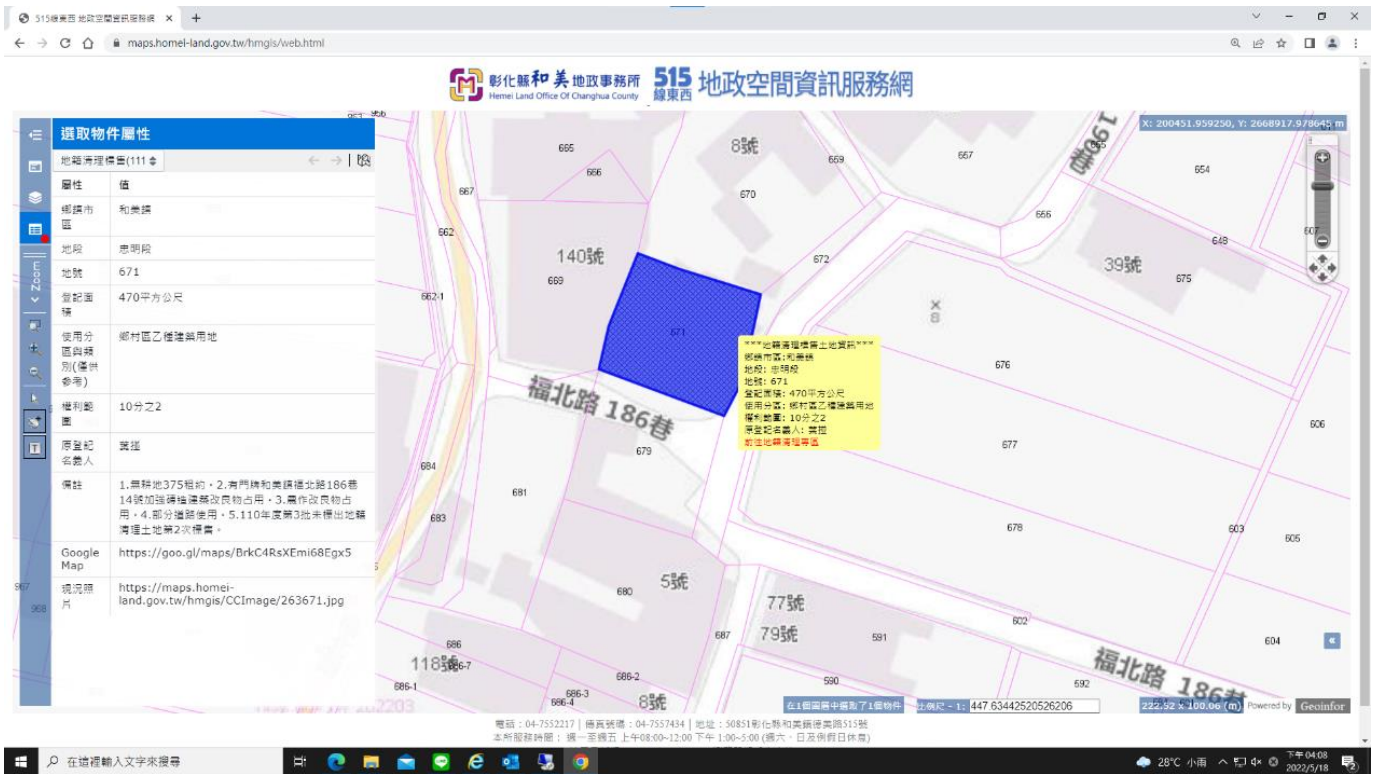 515線東西 地政空間資訊服務網
maps.homei-land.gov.tw/hmgis/web.html
彰化縣和美地政事務所
Hemei Land Office Of Changhua County
515 線東西 地政空間資訊服務網
選取物件屬性
地籍清理標售(111
屬性 值
鄉鎮市區 和美鎮
地段 忠明段
地號 671
登記面積 470平方公尺
使用分區與類別(僅供參考) 鄉村區乙種建築用地
權利範圍 10分之2
原登記名義人
備註 1.無耕地375租約。2.有門牌和美鎮福北路186巷
14號加強磚造建築改良物占用。3.農作改良物占
用。4.部分道路使用。5.110年度第3批未標出地籍
清理土地第2次標售。
Google Map https://goo.gl/maps/BrkC4RsXEmi68Egx5
現況照片 https://maps.homei-
land.gov.tw/hmgis/CCImage/263671.jpg
Zoom
X: 200451.959250, Y: 2668917.978645 m
665
666
8號
659
657
196巷
654
667
670
656
662
648
607
140號
672
39號
669
675
662-1
671
8
676
***地籍清理標售土地資訊***
鄉鎮市區:和美鎮
地段: 忠明段
地號: 671
登記面積: 470平方公尺
使用分區: 鄉村區乙種建築用地
權利範圍: 10分之2
原登記名義人:
前往地籍清理專區
福北路 186巷
679
677
606
684
681
683
678
603
605
967
968
680
5號
77號
79號
687
591
602
604
686
118號
686-7
686-1
686-2
686-3
686-4
8號
590
592
福北路 186巷
在1個圖層中選取了1個物件
比例尺 - 1: 447.63442520526206
222.52 x 100.06 (m)
Powered by Geoinfor
電話：04-7552217 | 傳真號碼：04-7557434 | 地址：50851彰化縣和美鎮德美路515號
本所服務時間： 週一至週五 上午08:00~12:00 下午 1:00~5:00 (週六、日及例假日休息)
在這裡輸入文字來搜尋
28°C 小雨
下午 04:08
2022/5/18